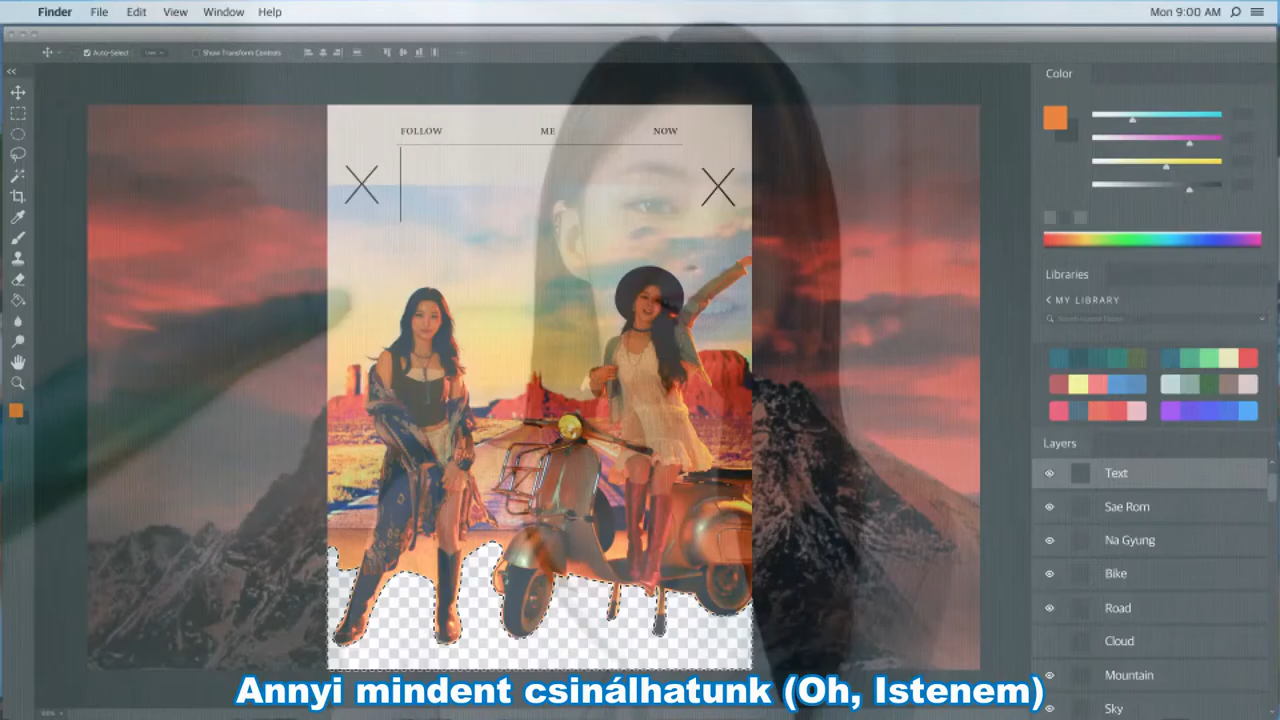 Finder File Edit View Window Help Mon 9:00 AM
Auto-Select Show Transform Controls
Color
FOLLOW ME NOW
Libraries
MY LIBRARY
Layers
Text
Sae Rom
Na Gyung
Bike
Road
Cloud
Mountain
Sky
Annyi mindent csinálhatunk (Oh, Istenem)